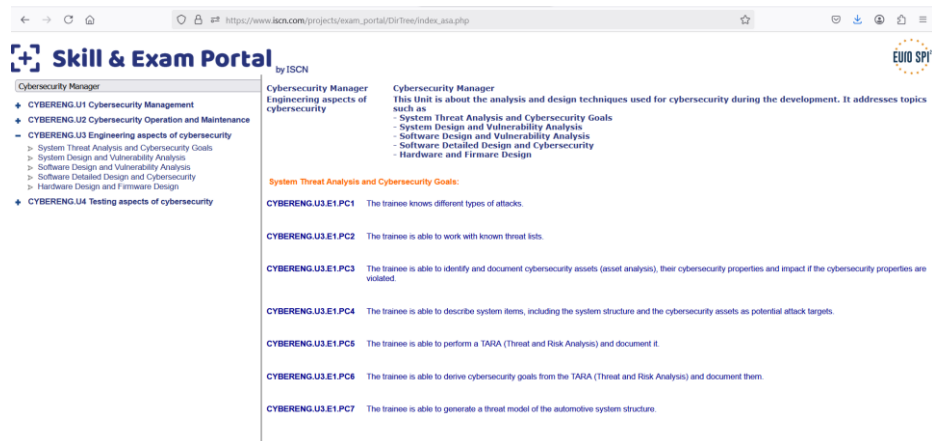 https://www.iscn.com/projects/exam_portal/DirTree/index_asa.php
[+] Skill & Exam Portal by ISCN
EURO SPI²
Cybersecurity Manager
+ CYBERENG.U1 Cybersecurity Management
+ CYBERENG.U2 Cybersecurity Operation and Maintenance
− CYBERENG.U3 Engineering aspects of cybersecurity
System Threat Analysis and Cybersecurity Goals
System Design and Vulnerability Analysis
Software Design and Vulnerability Analysis
Software Detailed Design and Cybersecurity
Hardware Design and Firmware Design
+ CYBERENG.U4 Testing aspects of cybersecurity
Cybersecurity Manager Cybersecurity Manager
Engineering aspects of
cybersecurity
This Unit is about the analysis and design techniques used for cybersecurity during the development. It addresses topics
such as
- System Threat Analysis and Cybersecurity Goals
- System Design and Vulnerability Analysis
- Software Design and Vulnerability Analysis
- Software Detailed Design and Cybersecurity
- Hardware and Firmare Design
System Threat Analysis and Cybersecurity Goals:
CYBERENG.U3.E1.PC1 The trainee knows different types of attacks.
CYBERENG.U3.E1.PC2 The trainee is able to work with known threat lists.
CYBERENG.U3.E1.PC3 The trainee is able to identify and document cybersecurity assets (asset analysis), their cybersecurity properties and impact if the cybersecurity properties are
violated.
CYBERENG.U3.E1.PC4 The trainee is able to describe system items, including the system structure and the cybersecurity assets as potential attack targets.
CYBERENG.U3.E1.PC5 The trainee is able to perform a TARA (Threat and Risk Analysis) and document it.
CYBERENG.U3.E1.PC6 The trainee is able to derive cybersecurity goals from the TARA (Threat and Risk Analysis) and document them.
CYBERENG.U3.E1.PC7 The trainee is able to generate a threat model of the automotive system structure.